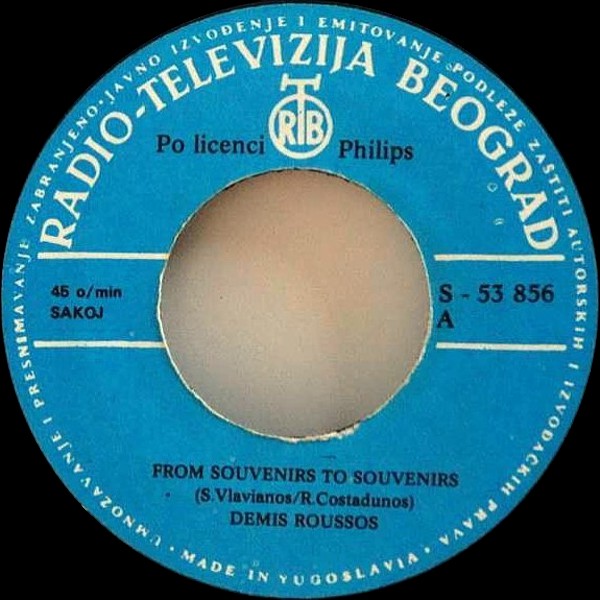 UMNOŽAVANJE I PRESNIMAVANJE ZABRANJENO · JAVNO IZVOĐENJE I EMITOVANJE PODLEŽE ZAŠTITI AUTORSKIH I IZVOĐAČKIH PRAVA ·
RADIO-TELEVIZIJA BEOGRAD
RTB
Po licenci Philips
45 o/min
SAKOJ
S - 53 856
A
FROM SOUVENIRS TO SOUVENIRS
(S.Vlavianos/R.Costadunos)
DEMIS ROUSSOS
· MADE IN YUGOSLAVIA ·